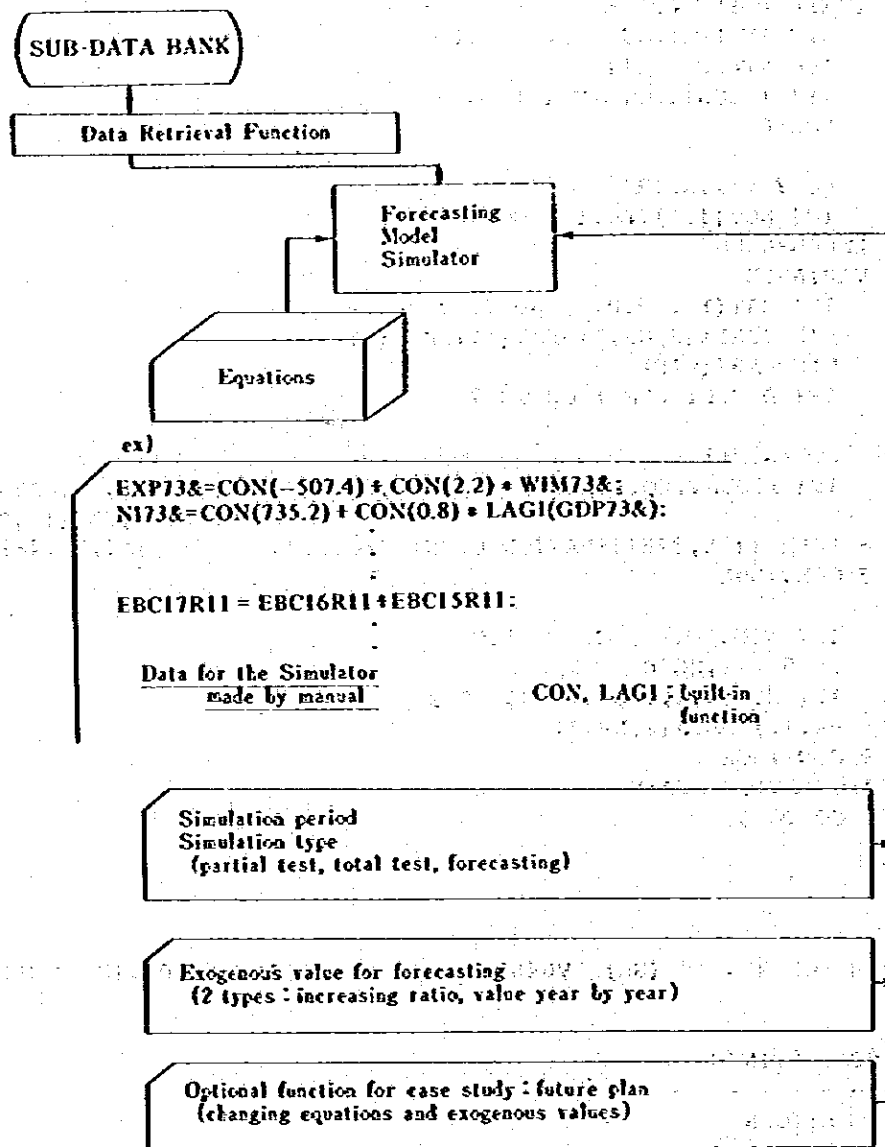 SUB-DATA BANK
Data Retrieval Function
Forecasting
Model
Simulator
Equations
ex)
EXP73&=CON(−507.4) + CON(2.2) * WIM73&;
NI73&=CON(735.2) + CON(0.8) * LAG1(GDP73&);
EBC17R11 = EBC16R11*EBC15R11;
Data for the Simulator
made by manual
CON, LAG1 : built-in
function
Simulation period
Simulation type
(partial test, total test, forecasting)
Exogenous value for forecasting
(2 types : increasing ratio, value year by year)
Optional function for case study : future plan
(changing equations and exogenous values)